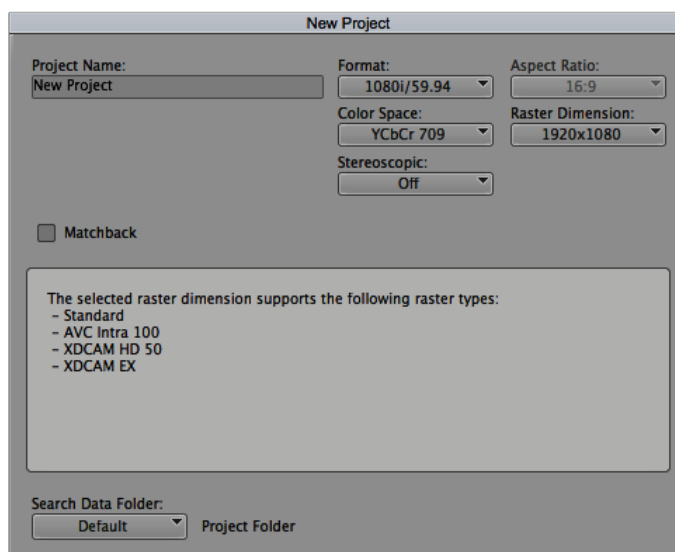 New Project
Project Name:
New Project
Format:
1080i/59.94
Aspect Ratio:
16:9
Color Space:
YCbCr 709
Raster Dimension:
1920x1080
Stereoscopic:
Off
Matchback
The selected raster dimension supports the following raster types:
- Standard
- AVC Intra 100
- XDCAM HD 50
- XDCAM EX
Search Data Folder:
Default
Project Folder